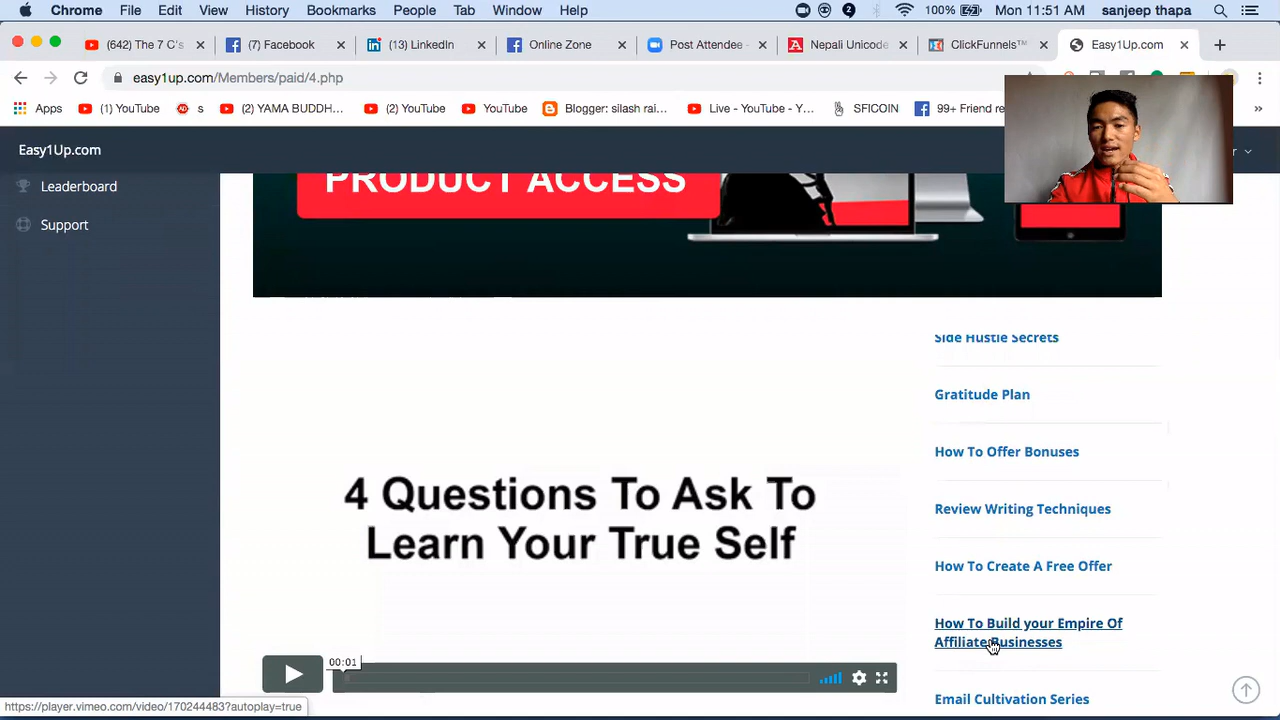 Chrome File Edit View History Bookmarks People Tab Window Help 2 100% Mon 11:51 AM sanjeep thapa
(642) The 7 C's (7) Facebook (13) LinkedIn Online Zone Post Attendee - Nepali Unicode ClickFunnels™ Easy1Up.com
easy1up.com/Members/paid/4.php
Apps (1) YouTube s (2) YAMA BUDDH... (2) YouTube YouTube Blogger: silash rai... Live - YouTube - Y... SFICOIN 99+ Friend re »
Easy1Up.com
Leaderboard
Support
PRODUCT ACCESS
Side Hustle Secrets
Gratitude Plan
How To Offer Bonuses
Review Writing Techniques
How To Create A Free Offer
How To Build your Empire Of
Affiliate Businesses
Email Cultivation Series
4 Questions To Ask To
Learn Your True Self
00:01
https://player.vimeo.com/video/170244483?autoplay=true